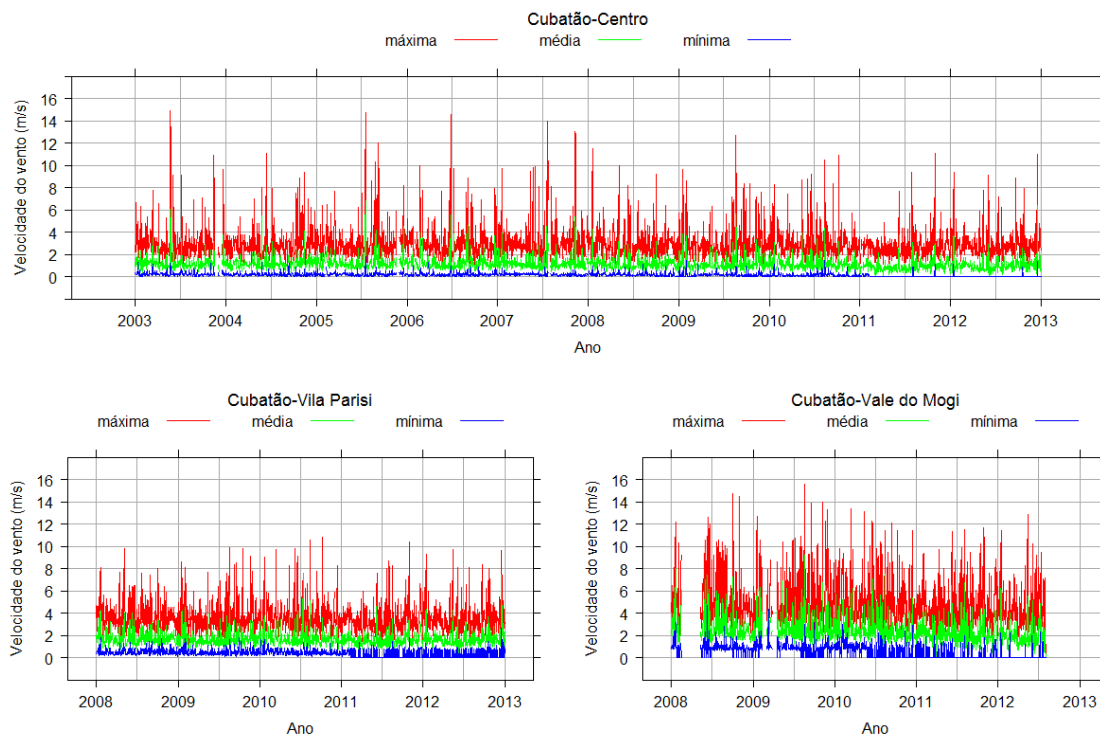 Cubatão-Centro
máxima média mínima
Velocidade do vento (m/s)
16
14
12
10
8
6
4
2
0
2003 2004 2005 2006 2007 2008 2009 2010 2011 2012 2013
Ano
Cubatão-Vila Parisi
máxima média mínima
Velocidade do vento (m/s)
16
14
12
10
8
6
4
2
0
2008 2009 2010 2011 2012 2013
Ano
Cubatão-Vale do Mogi
máxima média mínima
Velocidade do vento (m/s)
16
14
12
10
8
6
4
2
0
2008 2009 2010 2011 2012 2013
Ano